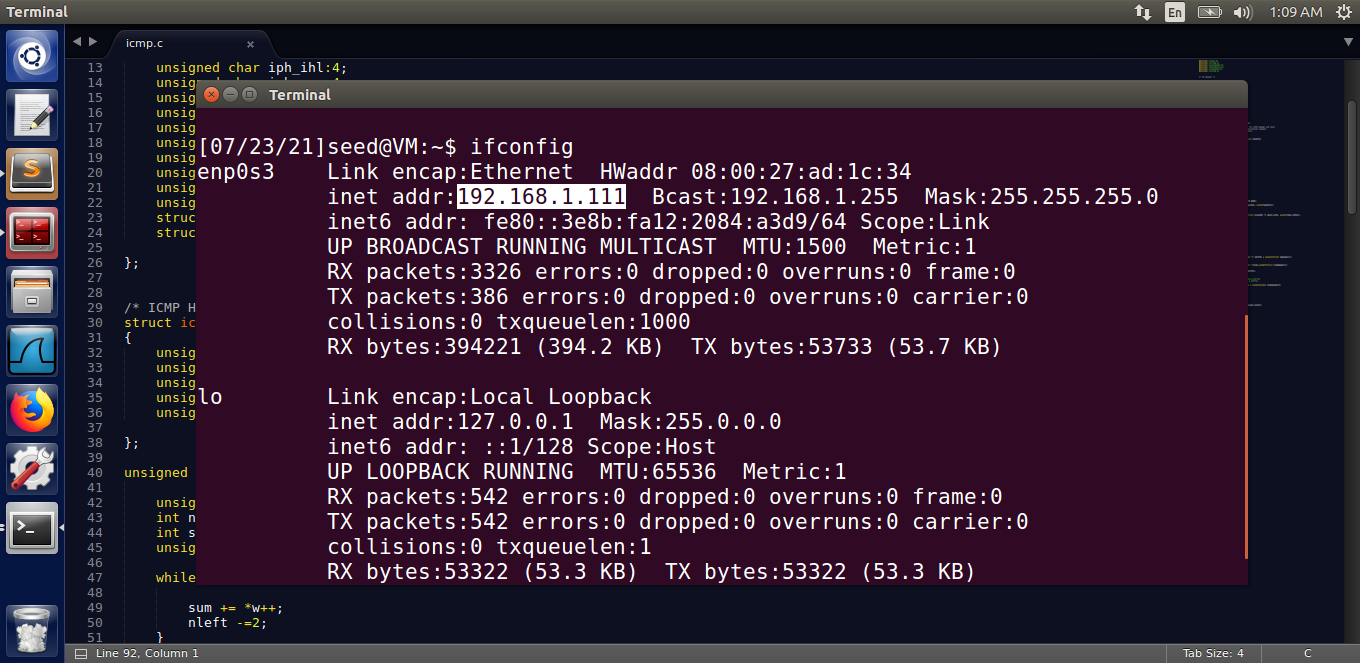 Terminal
En
1:09 AM
icmp.c
13 unsigned char iph_ihl:4;
14 unsig
15 unsig
16 unsig
17 unsig
18 unsig
19 unsig
20 unsig
21 unsig
22 unsig
23 struc
24 struc
25
26 };
27
28
29 /* ICMP H
30 struct ic
31 {
32 unsig
33 unsig
34 unsig
35 unsig
36 unsig
37
38 };
39
40 unsigned
41
42 unsig
43 int n
44 int s
45 unsig
46
47 while
48
49 sum += *w++;
50 nleft -=2;
51 }
Terminal
[07/23/21]seed@VM:~$ ifconfig
enp0s3 Link encap:Ethernet HWaddr 08:00:27:ad:1c:34
inet addr:192.168.1.111 Bcast:192.168.1.255 Mask:255.255.255.0
inet6 addr: fe80::3e8b:fa12:2084:a3d9/64 Scope:Link
UP BROADCAST RUNNING MULTICAST MTU:1500 Metric:1
RX packets:3326 errors:0 dropped:0 overruns:0 frame:0
TX packets:386 errors:0 dropped:0 overruns:0 carrier:0
collisions:0 txqueuelen:1000
RX bytes:394221 (394.2 KB) TX bytes:53733 (53.7 KB)
lo Link encap:Local Loopback
inet addr:127.0.0.1 Mask:255.0.0.0
inet6 addr: ::1/128 Scope:Host
UP LOOPBACK RUNNING MTU:65536 Metric:1
RX packets:542 errors:0 dropped:0 overruns:0 frame:0
TX packets:542 errors:0 dropped:0 overruns:0 carrier:0
collisions:0 txqueuelen:1
RX bytes:53322 (53.3 KB) TX bytes:53322 (53.3 KB)
Line 92, Column 1
Tab Size: 4
C